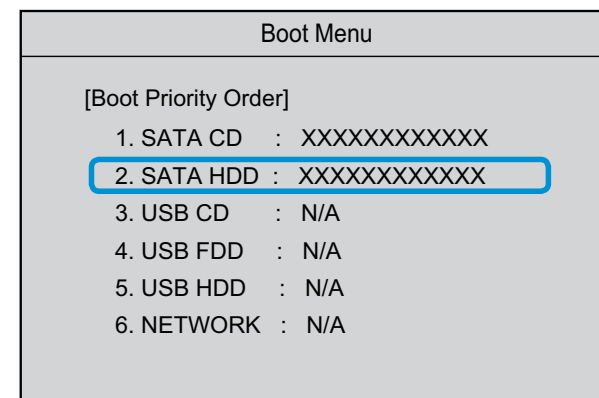 Boot Menu
[Boot Priority Order]
1. SATA CD : XXXXXXXXXXXX
2. SATA HDD : XXXXXXXXXXXX
3. USB CD : N/A
4. USB FDD : N/A
5. USB HDD : N/A
6. NETWORK : N/A